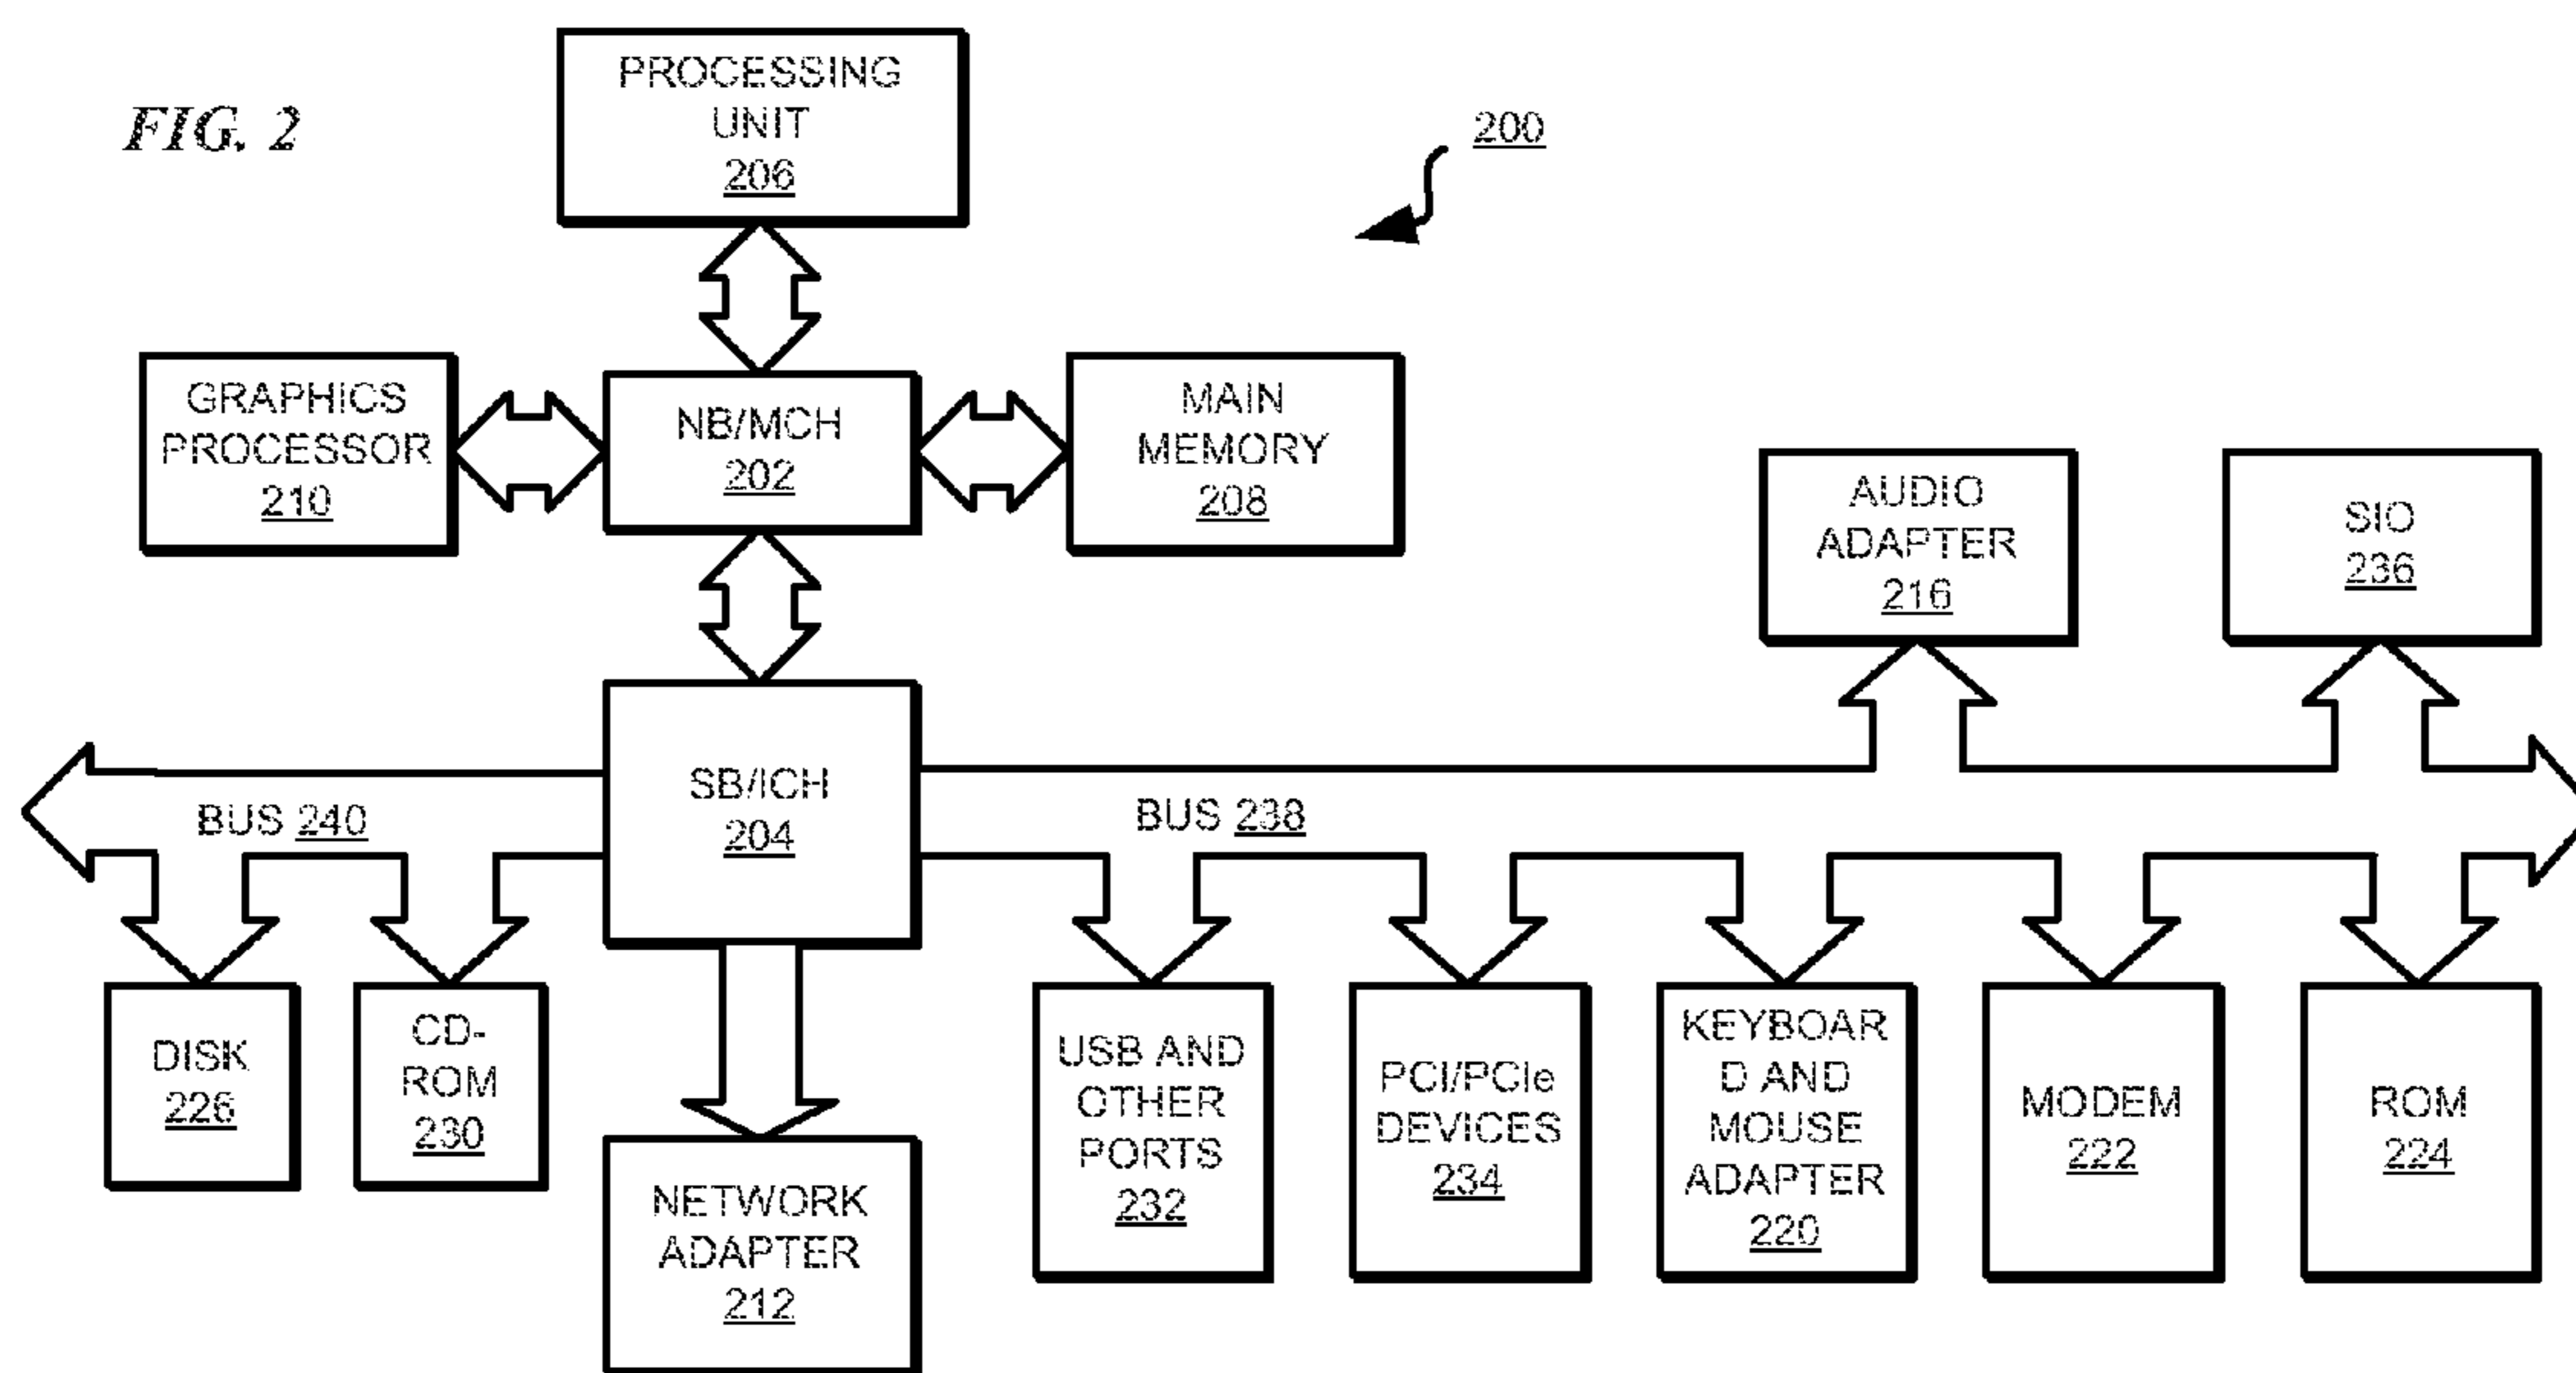 FIG. 2
PROCESSING
UNIT
206
200
GRAPHICS
PROCESSOR
210
NB/MCH
202
MAIN
MEMORY
208
AUDIO
ADAPTER
216
SIO
236
SB/ICH
204
BUS 240
BUS 238
DISK
226
CD-
ROM
230
NETWORK
ADAPTER
212
USB AND
OTHER
PORTS
232
PCI/PCIe
DEVICES
234
KEYBOAR
D AND
MOUSE
ADAPTER
220
MODEM
222
ROM
224